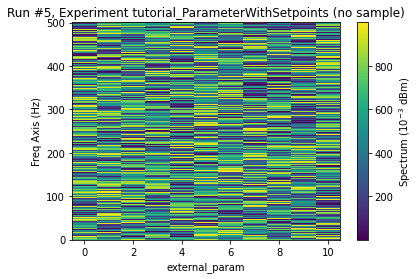 Run #5, Experiment tutorial_ParameterWithSetpoints (no sample)
500
400
300
200
100
0
Freq Axis (Hz)
0 2 4 6 8 10
external_param
800
600
400
200
Spectrum (10⁻³ dBm)